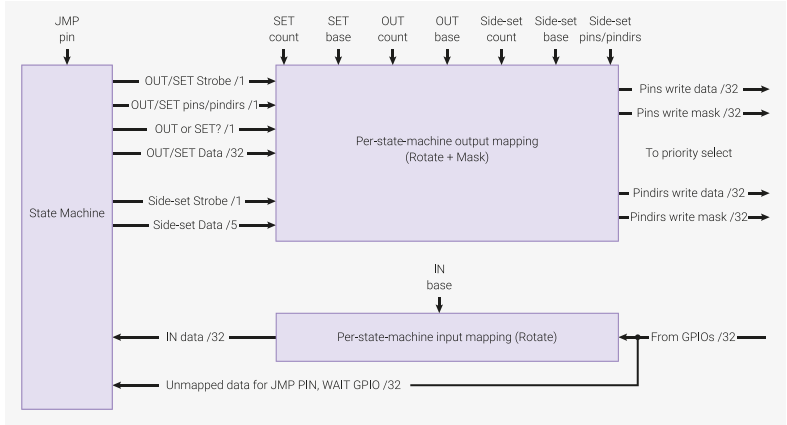 JMP
pin
SET
count
SET
base
OUT
count
OUT
base
Side-set
count
Side-set
base
Side-set
pins/pindirs
State Machine
OUT/SET Strobe /1
OUT/SET pins/pindirs /1
OUT or SET? /1
OUT/SET Data /32
Side-set Strobe /1
Side-set Data /5
Per-state-machine output mapping
(Rotate + Mask)
Pins write data /32
Pins write mask /32
To priority select
Pindirs write data /32
Pindirs write mask /32
IN
base
IN data /32
Per-state-machine input mapping (Rotate)
From GPIOs /32
Unmapped data for JMP PIN, WAIT GPIO /32